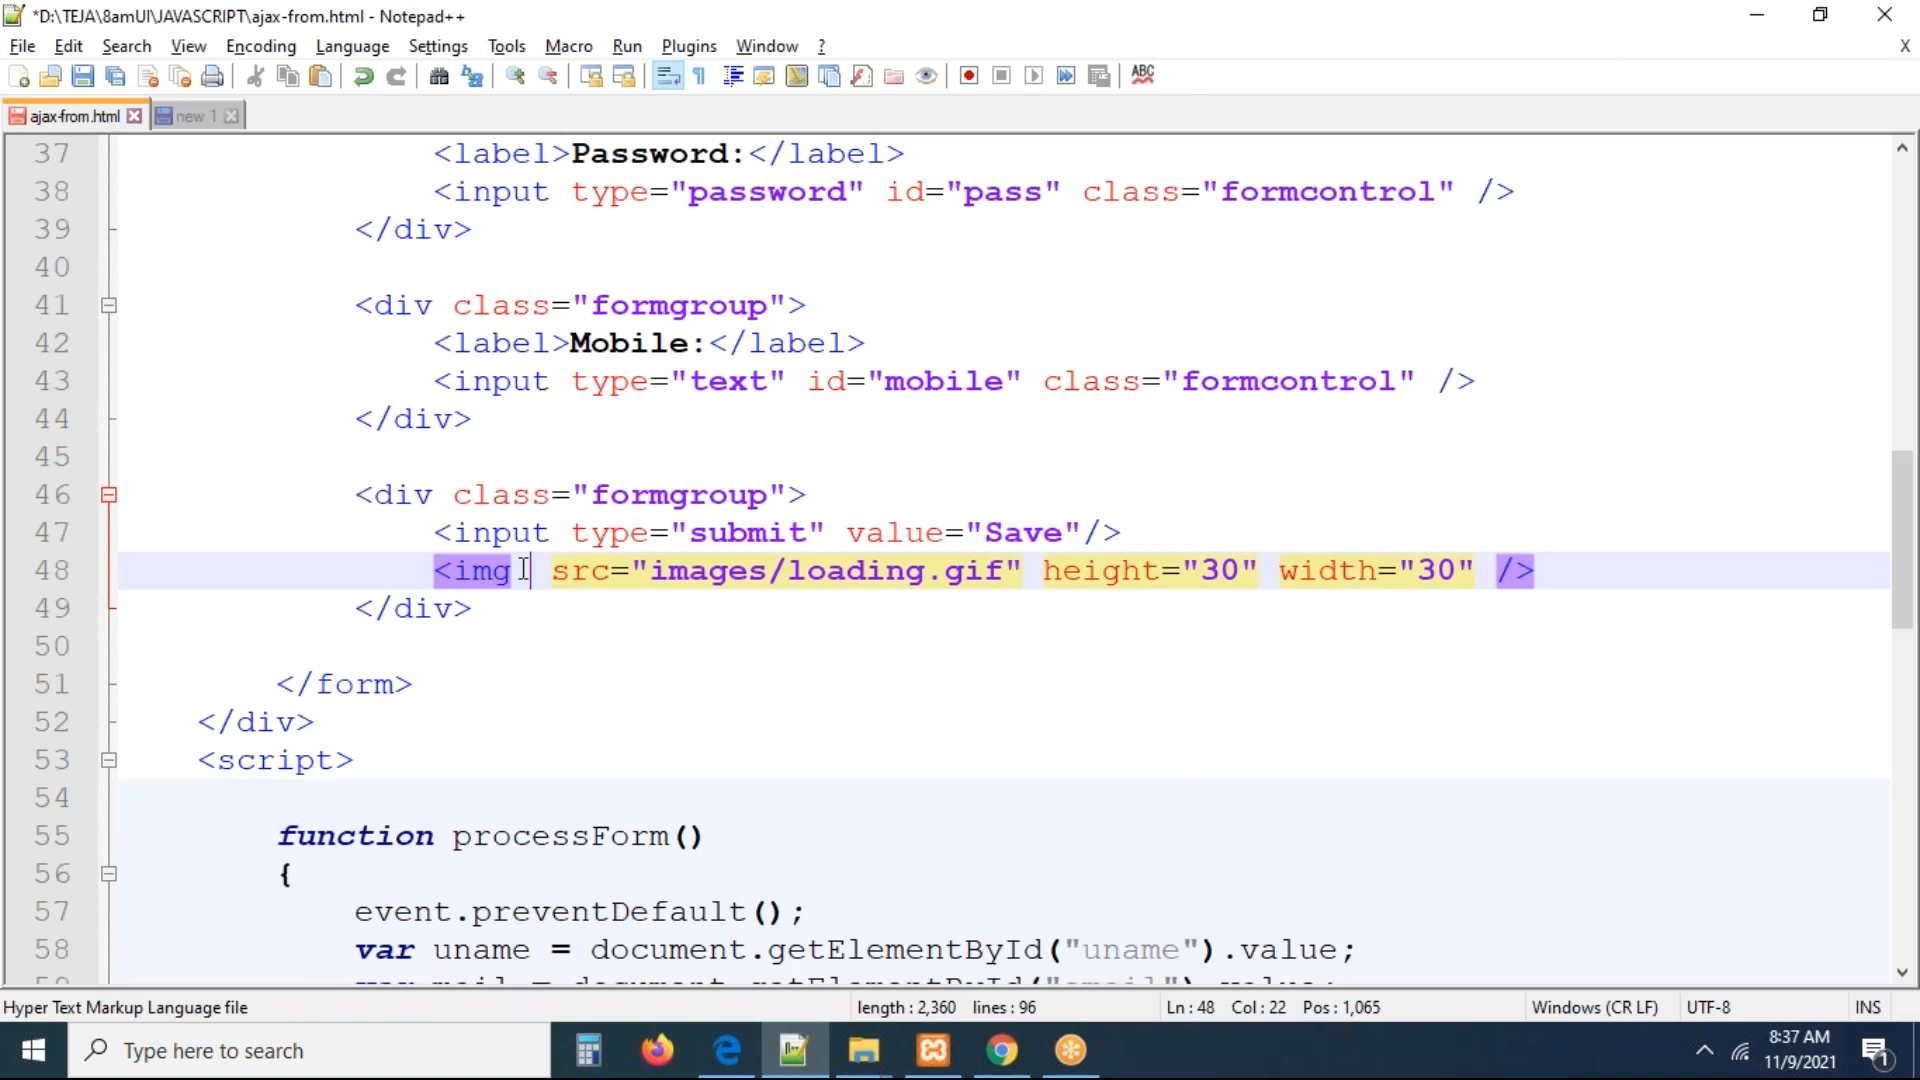 *D:\TEJA\8amUI\JAVASCRIPT\ajax-from.html - Notepad++
File Edit Search View Encoding Language Settings Tools Macro Run Plugins Window ? X
ABC
ajax-from.html new 1
37 <label>Password:</label>
38 <input type="password" id="pass" class="formcontrol" />
39 </div>
40
41 <div class="formgroup">
42 <label>Mobile:</label>
43 <input type="text" id="mobile" class="formcontrol" />
44 </div>
45
46 <div class="formgroup">
47 <input type="submit" value="Save"/>
48 <img src="images/loading.gif" height="30" width="30" />
49 </div>
50
51 </form>
52 </div>
53 <script>
54
55 function processForm()
56 {
57 event.preventDefault();
58 var uname = document.getElementById("uname").value;
Hyper Text Markup Language file length : 2,360 lines : 96 Ln : 48 Col : 22 Pos : 1,065 Windows (CR LF) UTF-8 INS
Type here to search
8:37 AM
11/9/2021
1